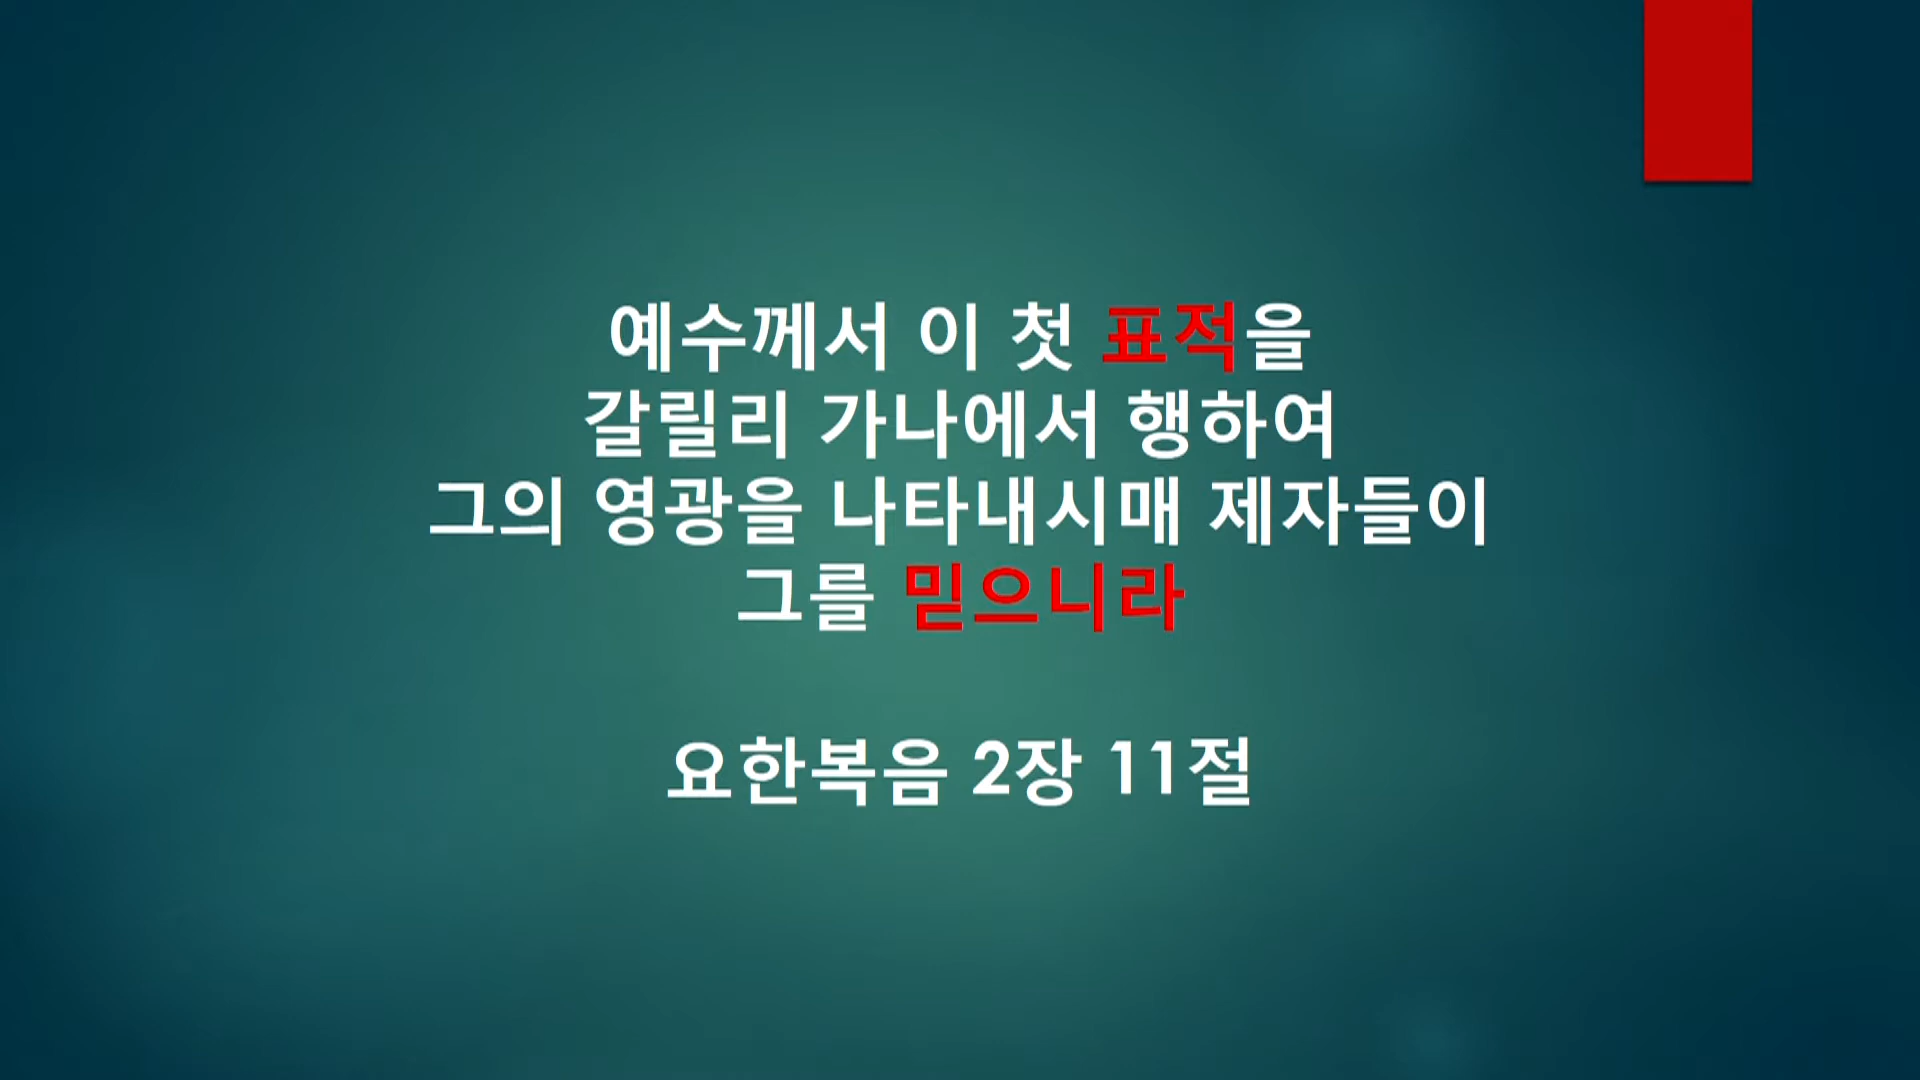 예수께서 이 첫 표적을
갈릴리 가나에서 행하여
그의 영광을 나타내시매 제자들이
그를 믿으니라
요한복음 2장 11절